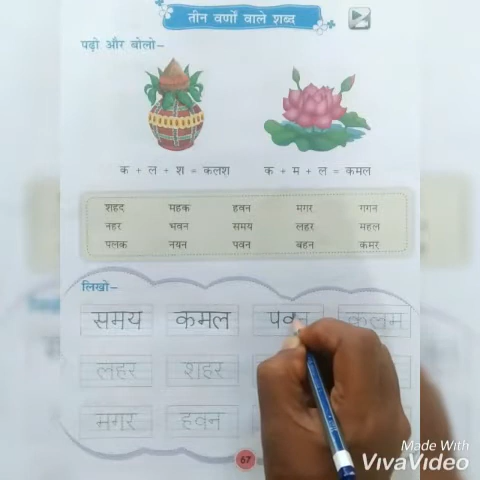 तीन वर्णों वाले शब्द
पढ़ो और बोलो-
क + ल + श = कलश
क + म + ल = कमल
शहद महक हवन मगर गगन
नहर भवन समय लहर महल
पलक नयन पवन बहन कमर
लिखो-
समय कमल पवन कलम
लहर शहर
मगर हवन
67
Made With
VivaVideo